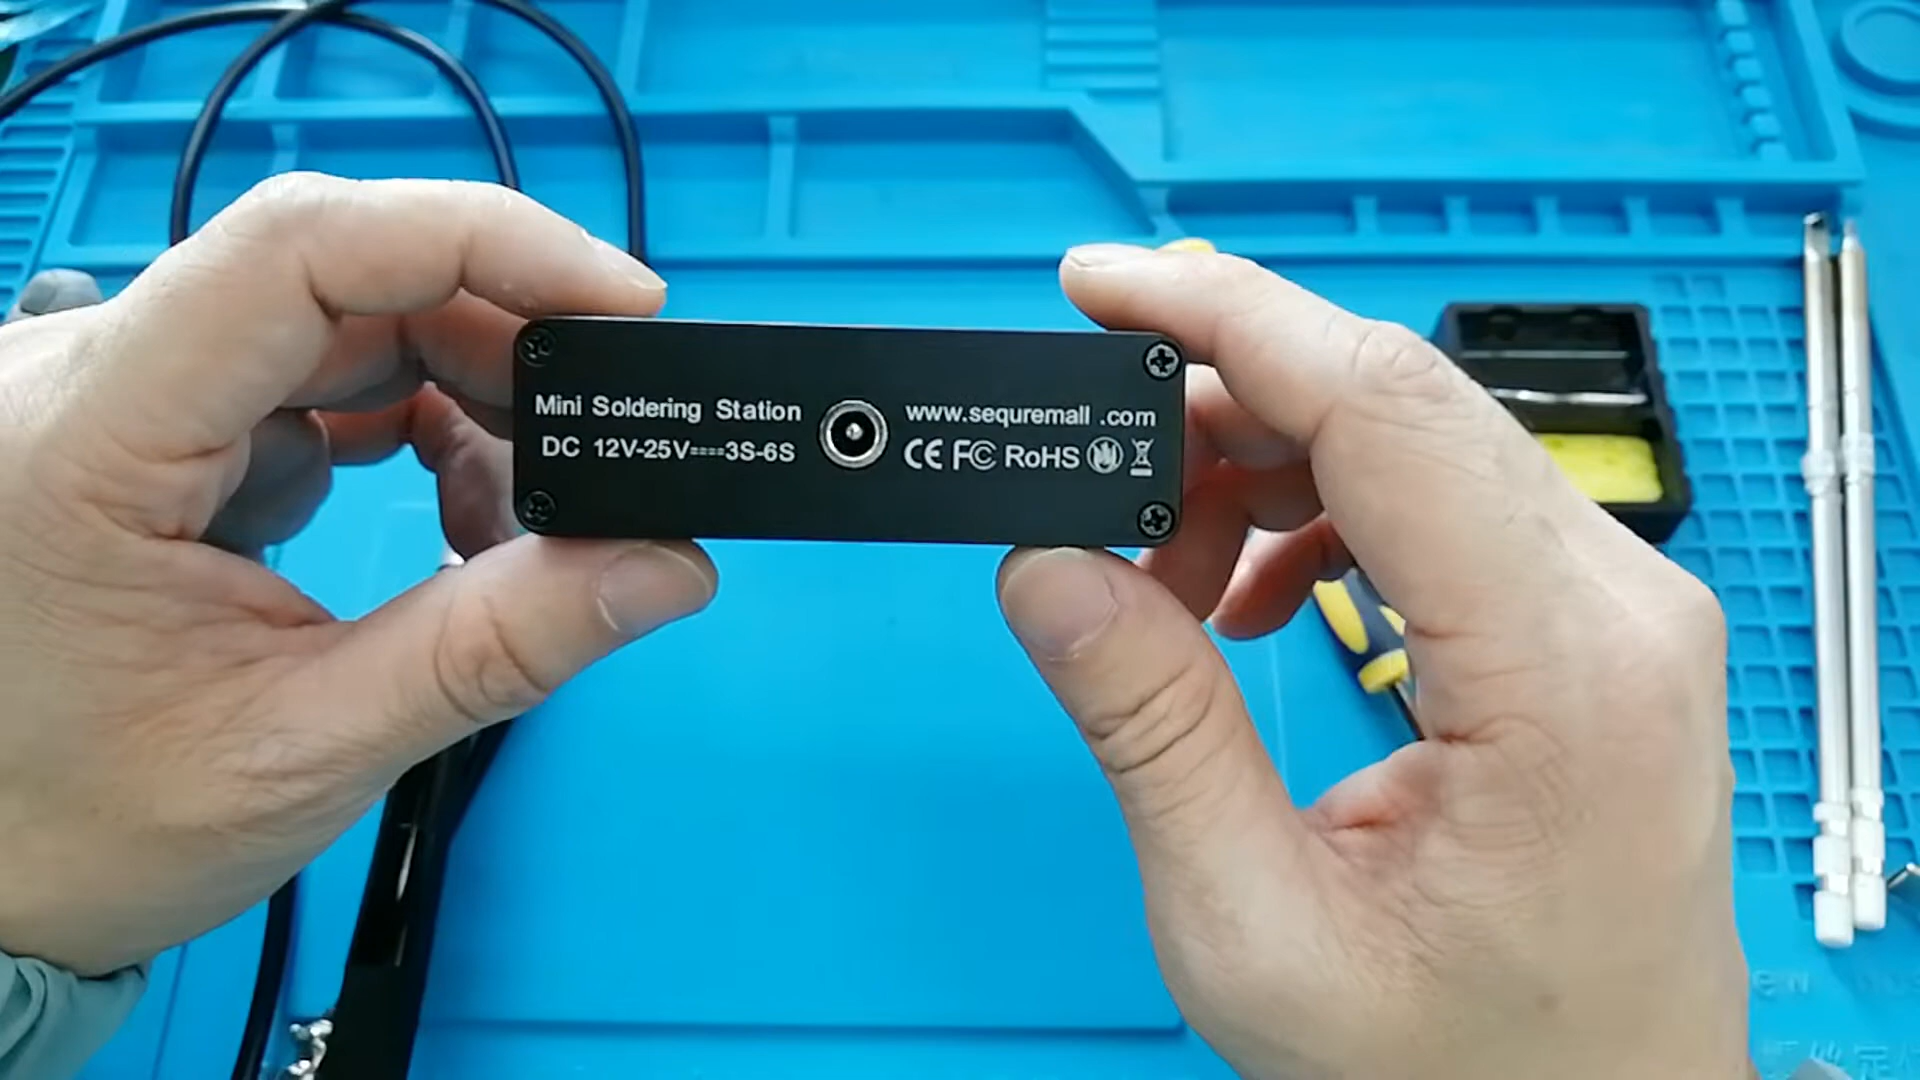 Mini Soldering Station
DC 12V-25V⎓3S-6S
www.sequremall .com
CE FC RoHS